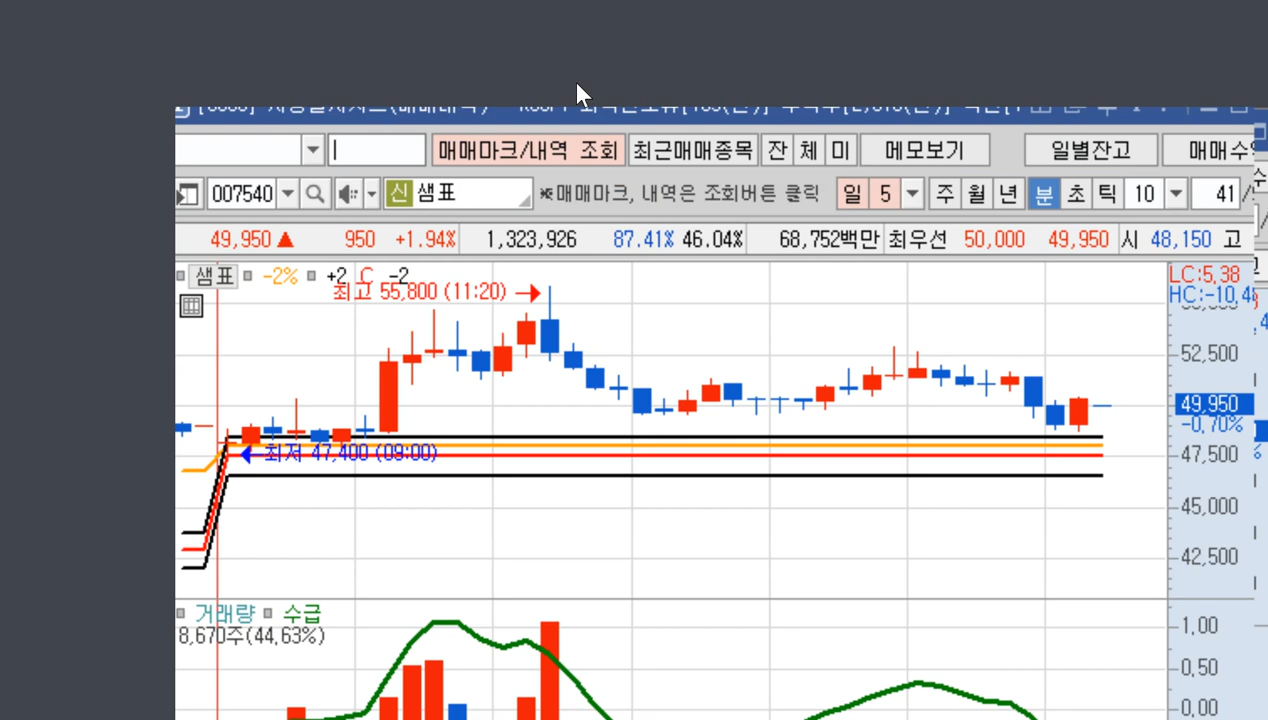 매매마크/내역 조회 최근매매종목 잔 체 미 메모보기 일별잔고
007540 신 샘표 ※매매마크, 내역은 조회버튼 클릭 일 5 주 월 년 분 초 틱 10 41 /
49,950 ▲ 950 +1.94% 1,323,926 87.41% 46.04% 68,752백만 최우선 50,000 49,950 시 48,150 고
샘표 -2% +2 C -2
LC:5,38
최고 55,800 (11:20)
52,500
49,950
-0,70%
최저 47,400 (09:00)
47,500
45,000
42,500
거래량 수급
8,670주(44,63%)
1,00
0,50
0,00